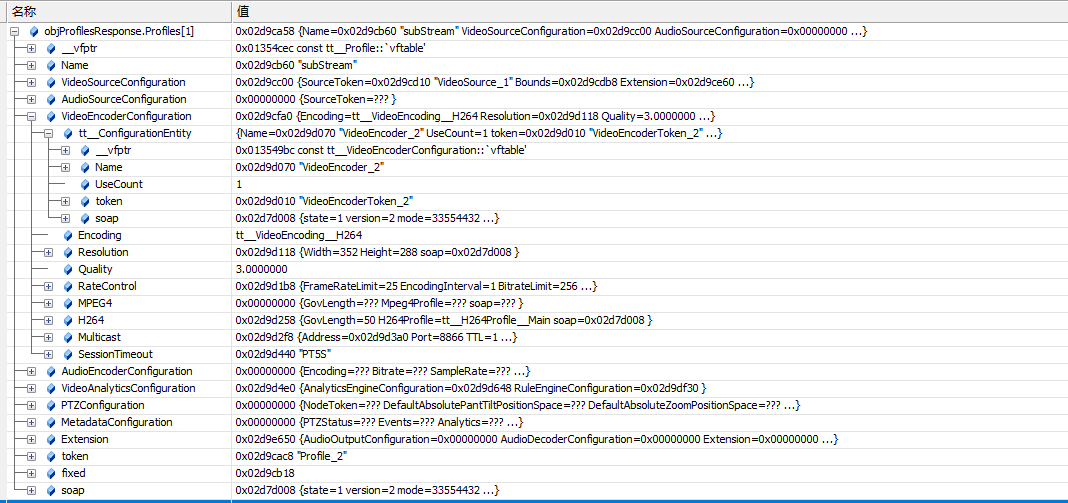 名称 值
objProfilesResponse.Profiles[1] 0x02d9ca58 {Name=0x02d9cb60 "subStream" VideoSourceConfiguration=0x02d9cc00 AudioSourceConfiguration=0x00000000 ...}
__vfptr 0x01354cec const tt__Profile::`vftable'
Name 0x02d9cb60 "subStream"
VideoSourceConfiguration 0x02d9cc00 {SourceToken=0x02d9cd10 "VideoSource_1" Bounds=0x02d9cdb8 Extension=0x02d9ce60 ...}
AudioSourceConfiguration 0x00000000 {SourceToken=??? }
VideoEncoderConfiguration 0x02d9cfa0 {Encoding=tt__VideoEncoding__H264 Resolution=0x02d9d118 Quality=3.0000000 ...}
tt__ConfigurationEntity {Name=0x02d9d070 "VideoEncoder_2" UseCount=1 token=0x02d9d010 "VideoEncoderToken_2" ...}
__vfptr 0x013549bc const tt__VideoEncoderConfiguration::`vftable'
Name 0x02d9d070 "VideoEncoder_2"
UseCount 1
token 0x02d9d010 "VideoEncoderToken_2"
soap 0x02d7d008 {state=1 version=2 mode=33554432 ...}
Encoding tt__VideoEncoding__H264
Resolution 0x02d9d118 {Width=352 Height=288 soap=0x02d7d008 }
Quality 3.0000000
RateControl 0x02d9d1b8 {FrameRateLimit=25 EncodingInterval=1 BitrateLimit=256 ...}
MPEG4 0x00000000 {GovLength=??? Mpeg4Profile=??? soap=??? }
H264 0x02d9d258 {GovLength=50 H264Profile=tt__H264Profile__Main soap=0x02d7d008 }
Multicast 0x02d9d2f8 {Address=0x02d9d3a0 Port=8866 TTL=1 ...}
SessionTimeout 0x02d9d440 "PT5S"
AudioEncoderConfiguration 0x00000000 {Encoding=??? Bitrate=??? SampleRate=??? ...}
VideoAnalyticsConfiguration 0x02d9d4e0 {AnalyticsEngineConfiguration=0x02d9d648 RuleEngineConfiguration=0x02d9df30 }
PTZConfiguration 0x00000000 {NodeToken=??? DefaultAbsolutePantTiltPositionSpace=??? DefaultAbsoluteZoomPositionSpace=??? ...}
MetadataConfiguration 0x00000000 {PTZStatus=??? Events=??? Analytics=??? ...}
Extension 0x02d9e650 {AudioOutputConfiguration=0x00000000 AudioDecoderConfiguration=0x00000000 Extension=0x00000000 ...}
token 0x02d9cac8 "Profile_2"
fixed 0x02d9cb18
soap 0x02d7d008 {state=1 version=2 mode=33554432 ...}